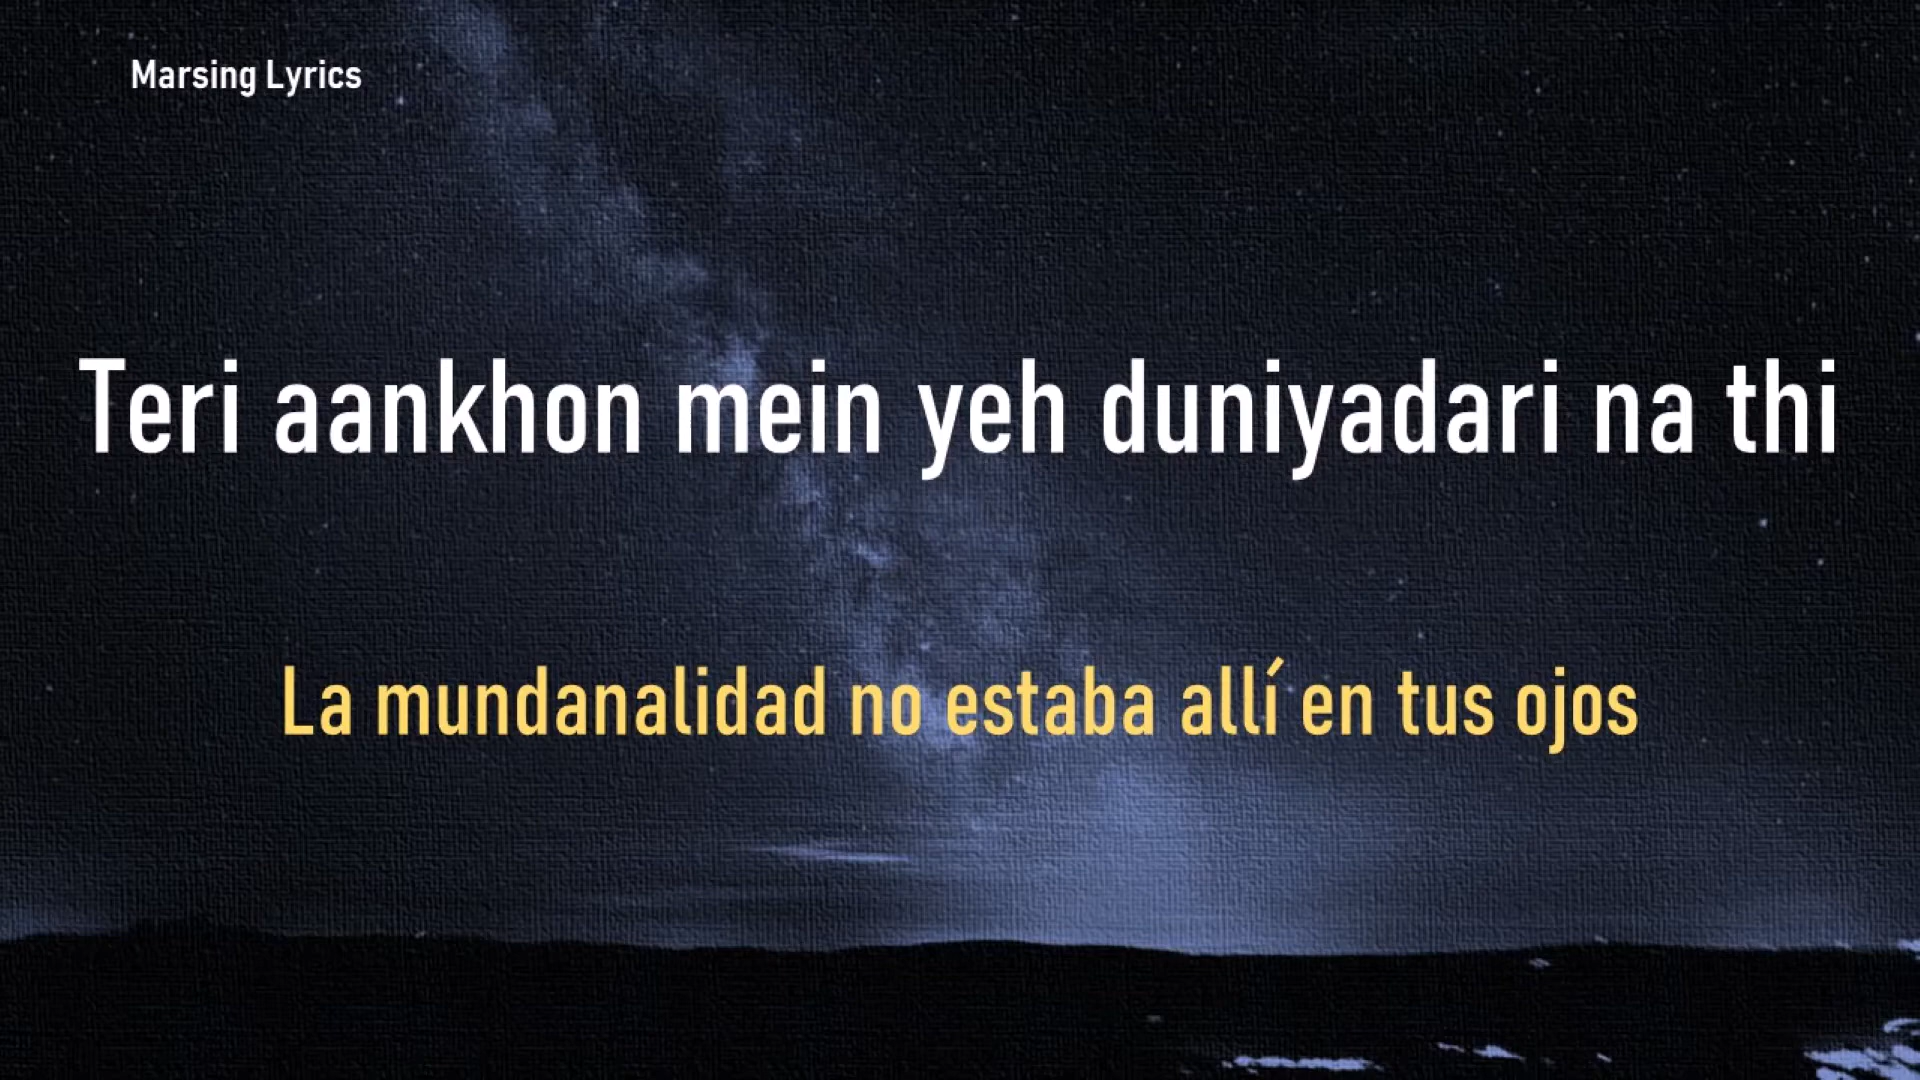 Marsing Lyrics
Teri aankhon mein yeh duniyadari na thi
La mundanalidad no estaba allí en tus ojos